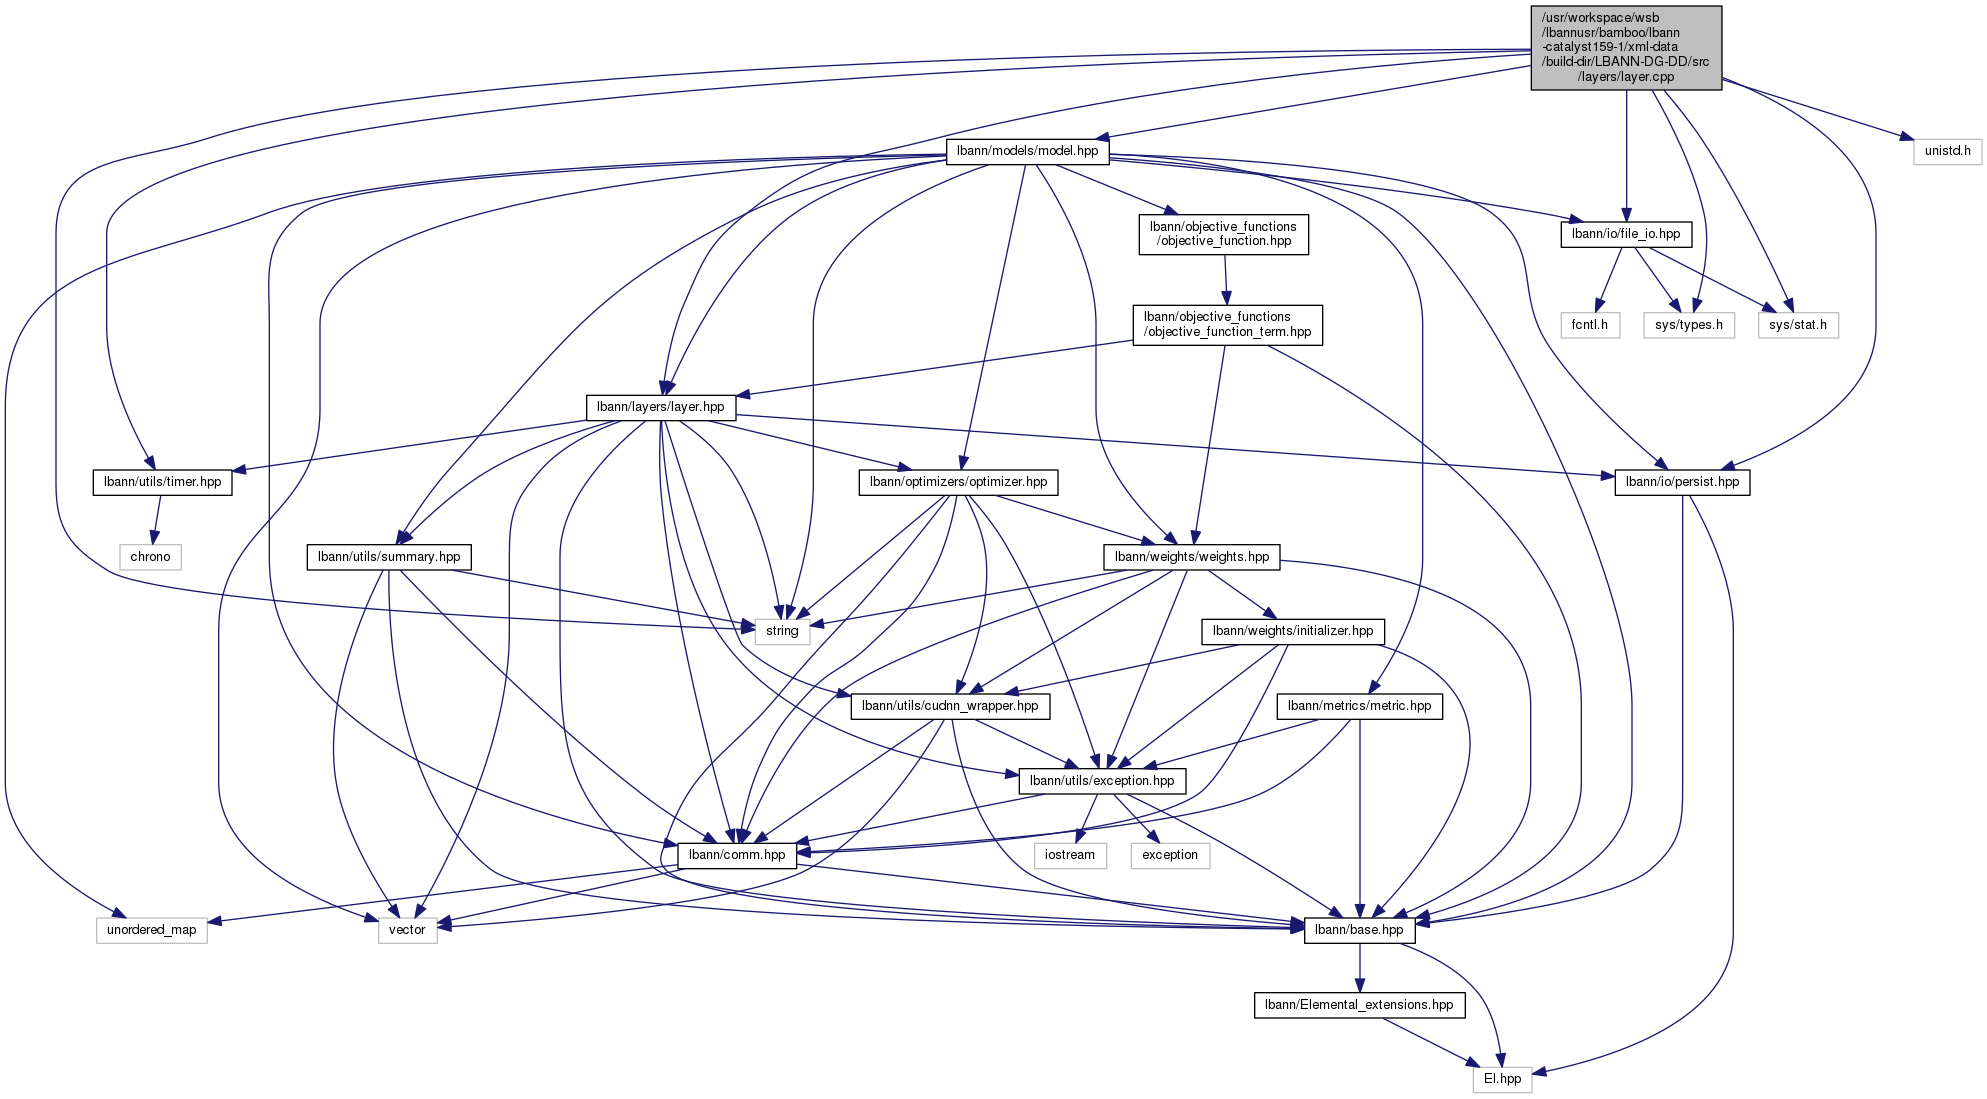 /usr/workspace/wsb
/lbannusr/bamboo/lbann
-catalyst159-1/xml-data
/build-dir/LBANN-DG-DD/src
/layers/layer.cpp
lbann/models/model.hpp
unistd.h
lbann/objective_functions
/objective_function.hpp
lbann/io/file_io.hpp
lbann/objective_functions
/objective_function_term.hpp
fcntl.h
sys/types.h
sys/stat.h
lbann/layers/layer.hpp
lbann/utils/timer.hpp
lbann/optimizers/optimizer.hpp
lbann/io/persist.hpp
chrono
lbann/utils/summary.hpp
lbann/weights/weights.hpp
string
lbann/weights/initializer.hpp
lbann/utils/cudnn_wrapper.hpp
lbann/metrics/metric.hpp
lbann/utils/exception.hpp
lbann/comm.hpp
iostream
exception
unordered_map
vector
lbann/base.hpp
lbann/Elemental_extensions.hpp
El.hpp